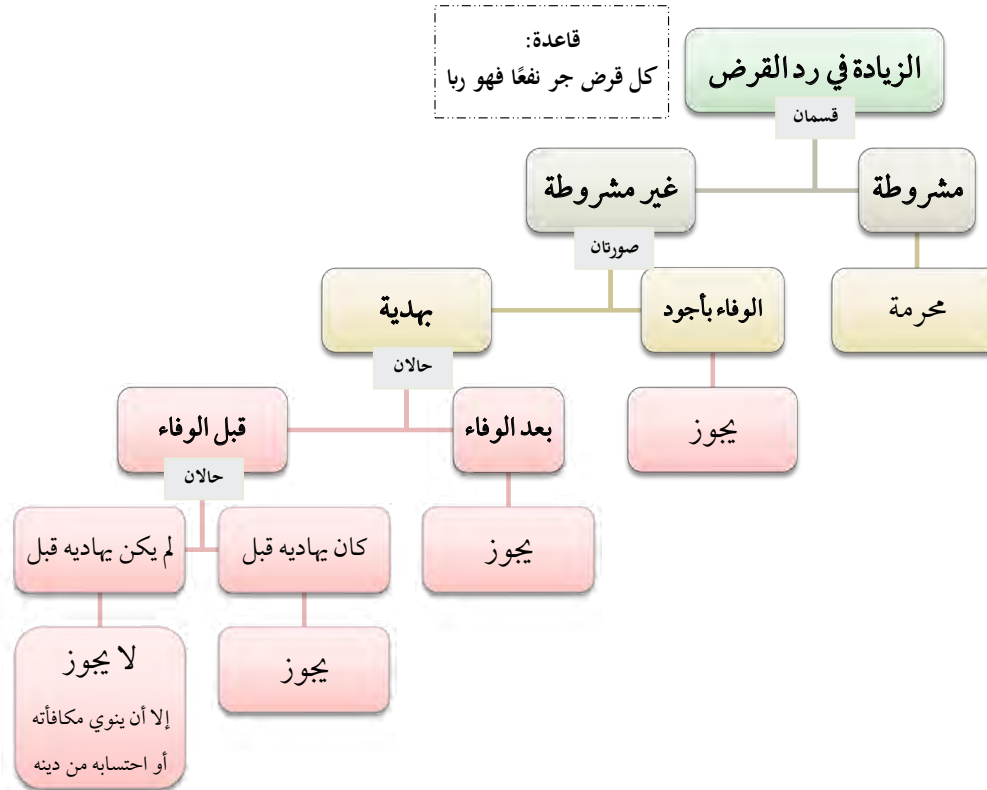 قاعدة:
كل قرض جر نفعًا فهو ربا
الزيادة في رد القرض
قسمان
مشروطة
غير مشروطة
محرمة
صورتان
الوفاء بأجود
بهدية
يجوز
حالان
بعد الوفاء
قبل الوفاء
يجوز
حالان
كان يهاديه قبل
لم يكن يهاديه قبل
يجوز
لا يجوز
إلا أن ينوي مكافأته
أو احتسابه من دينه